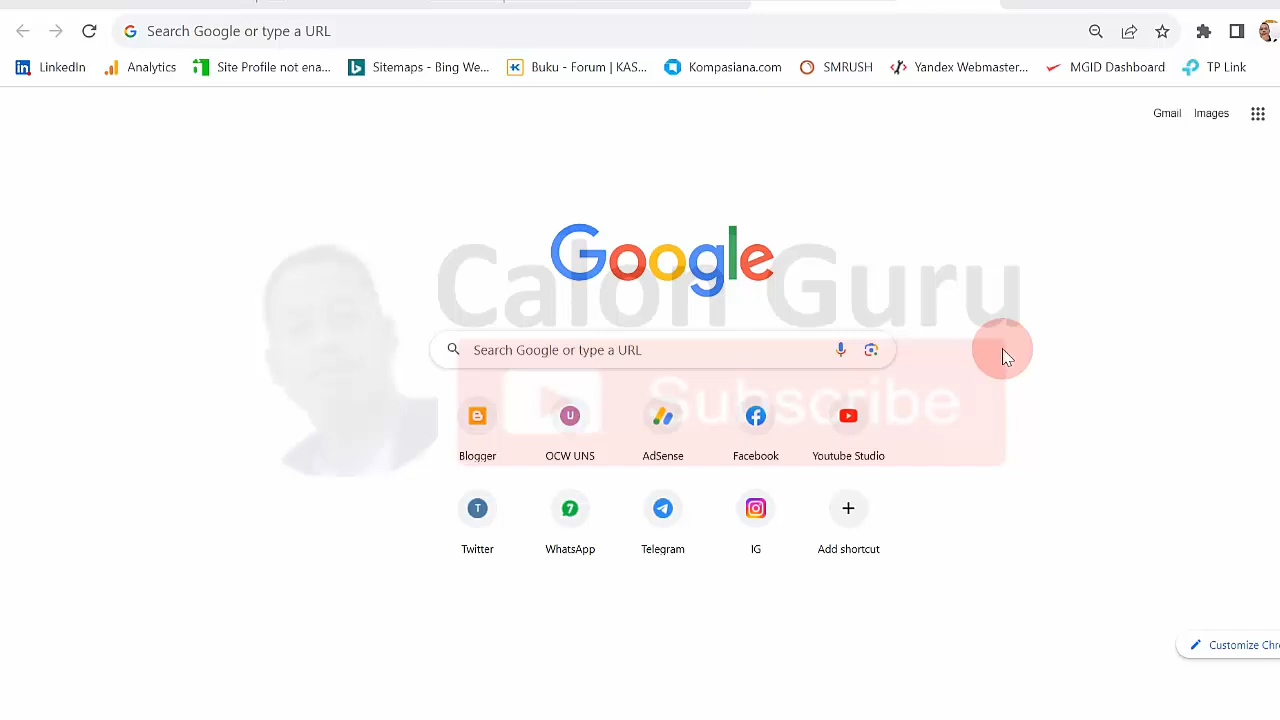 Search Google or type a URL
LinkedIn Analytics Site Profile not ena... Sitemaps - Bing We... Buku - Forum | KAS... Kompasiana.com SMRUSH Yandex Webmaster... MGID Dashboard TP Link
Gmail Images
Google
Calon Guru
Search Google or type a URL
Subscribe
U
Blogger OCW UNS AdSense Facebook Youtube Studio
T
Twitter WhatsApp Telegram IG Add shortcut
Customize Chr